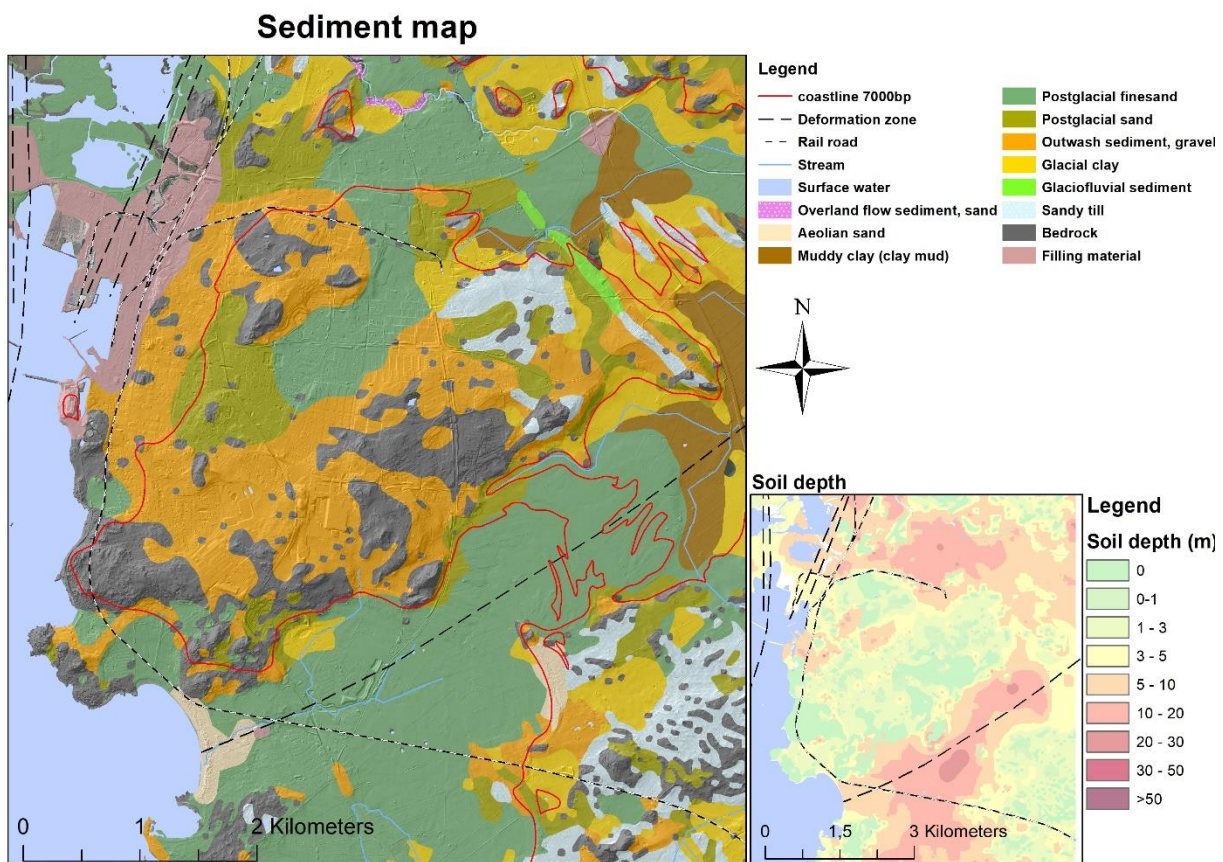 Sediment map
Legend
coastline 7000bp
Deformation zone
Rail road
Stream
Surface water
Overland flow sediment, sand
Aeolian sand
Muddy clay (clay mud)
Postglacial finesand
Postglacial sand
Outwash sediment, gravel
Glacial clay
Glaciofluvial sediment
Sandy till
Bedrock
Filling material
N
0 1 2 Kilometers
Soil depth
0 1,5 3 Kilometers
Legend
Soil depth (m)
0
0-1
1 - 3
3 - 5
5 - 10
10 - 20
20 - 30
30 - 50
>50